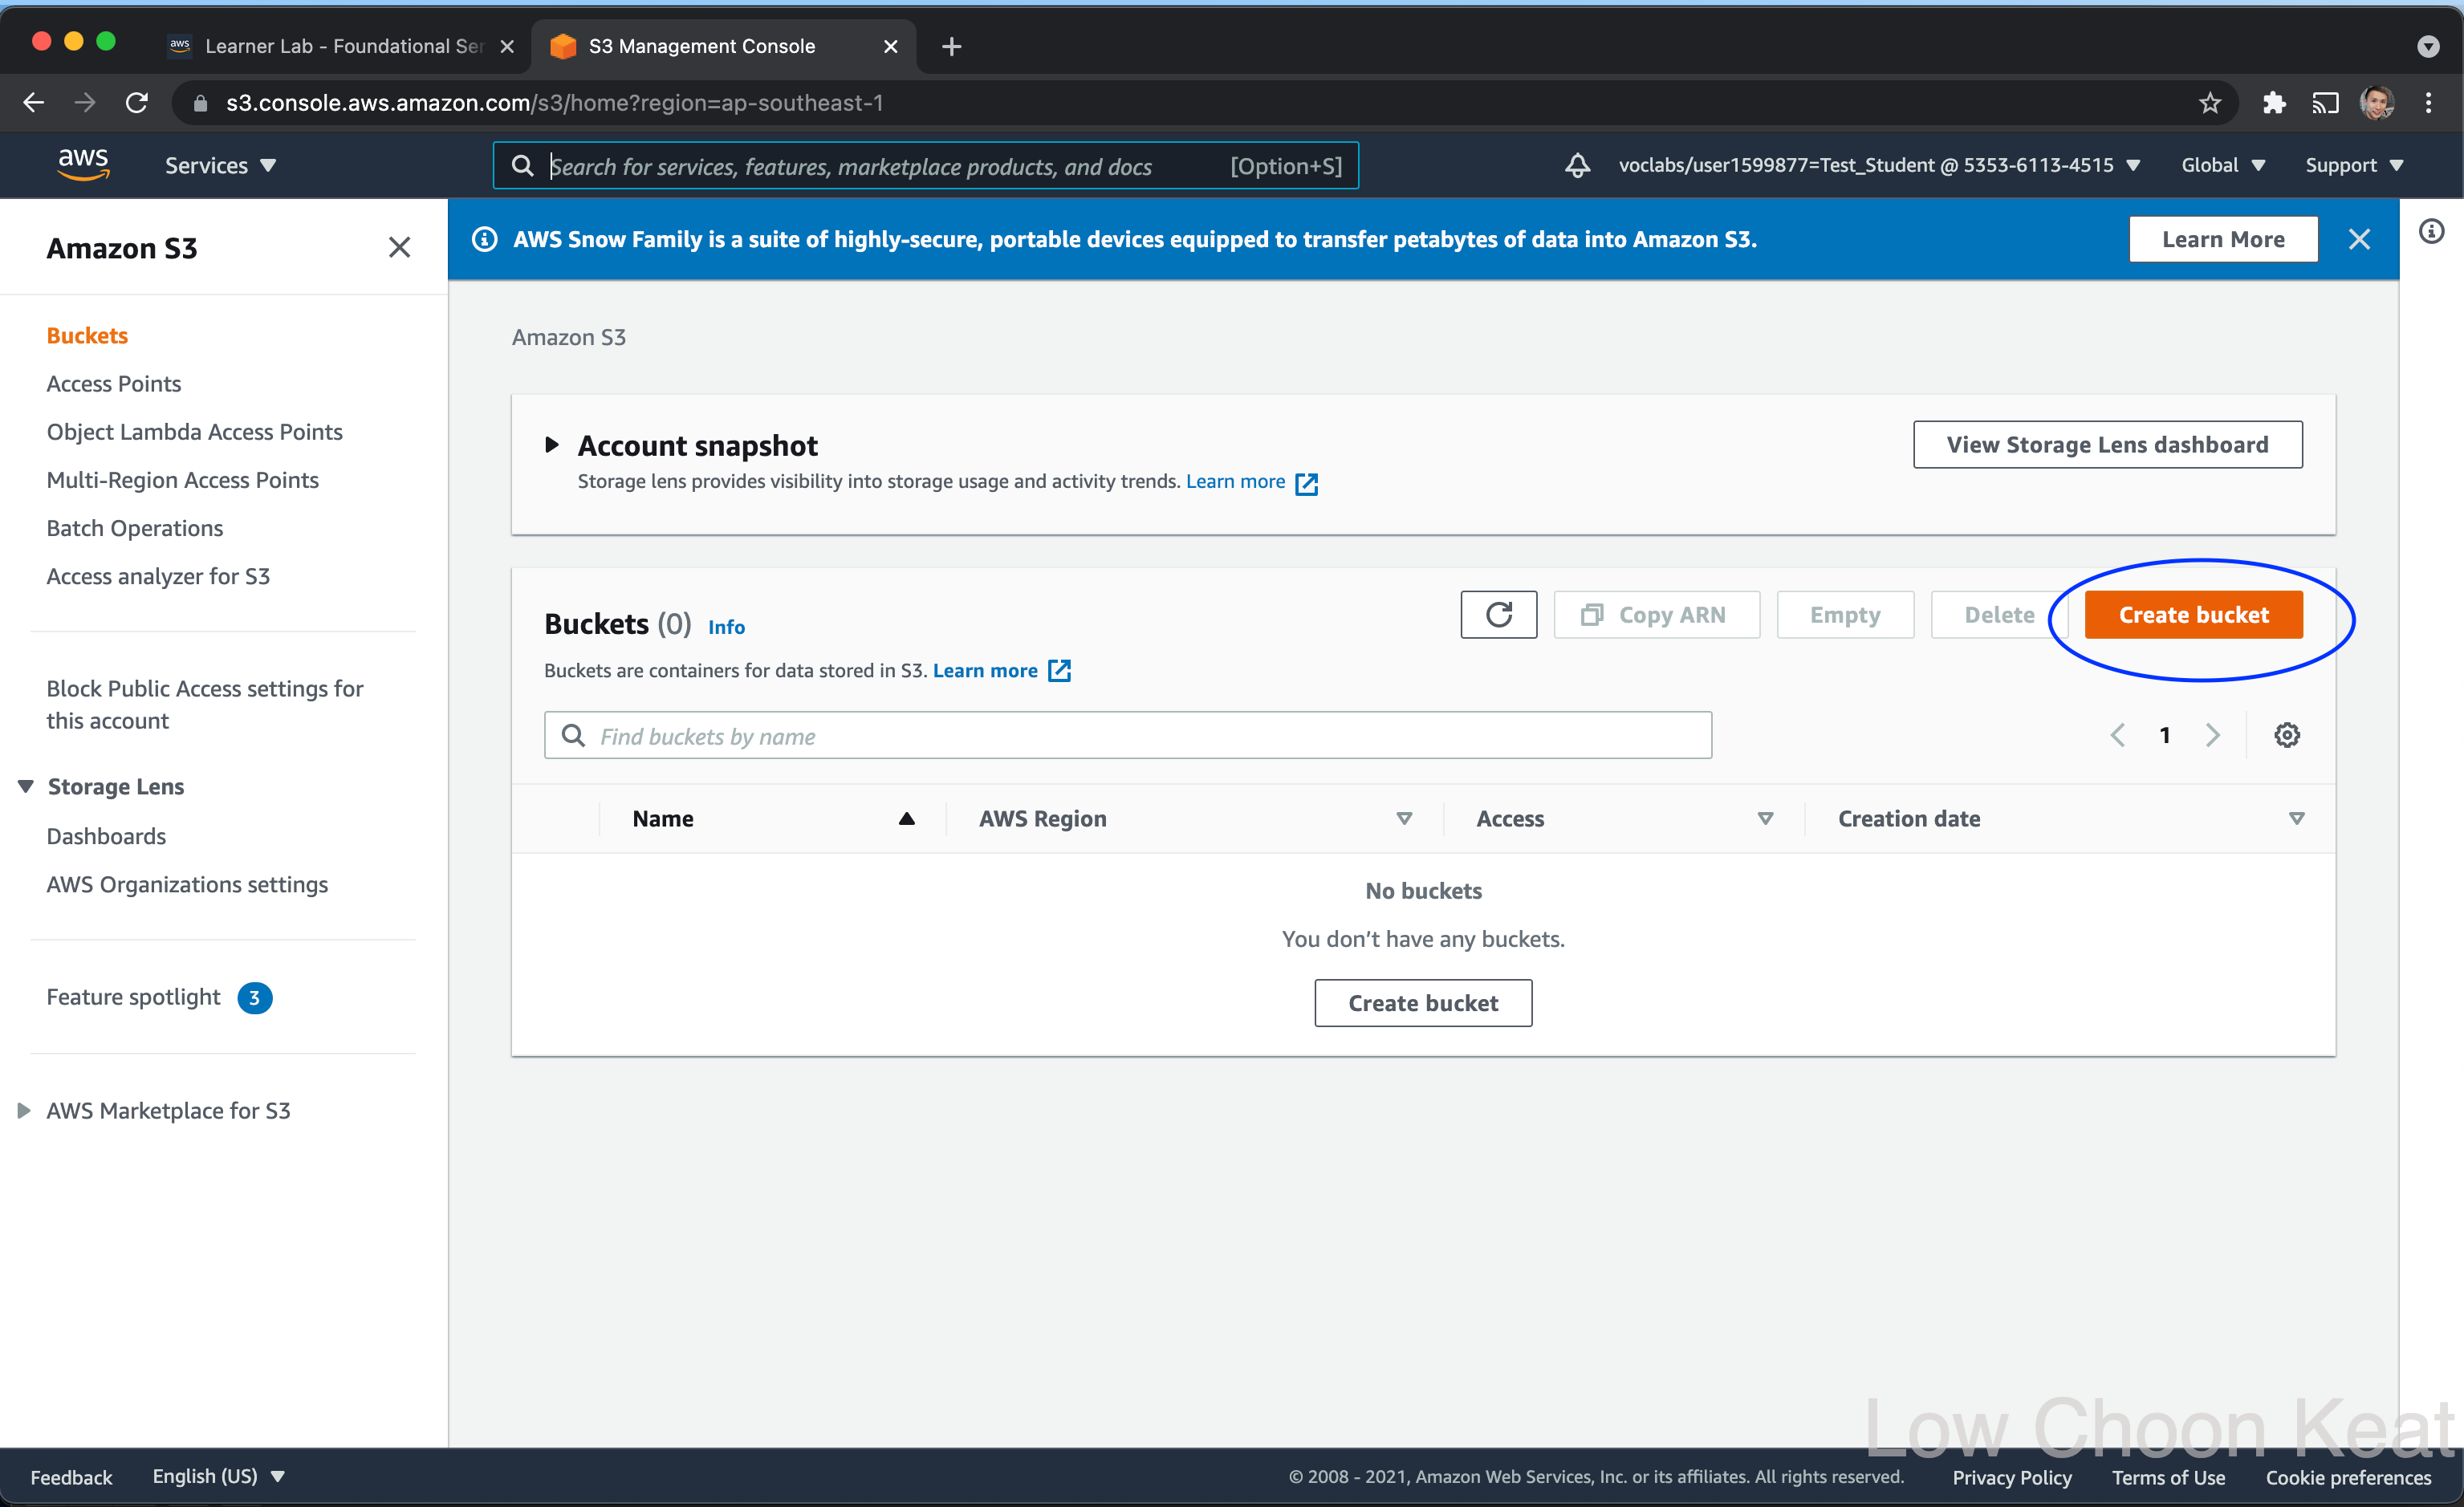 aws Learner Lab - Foundational Ser
S3 Management Console
s3.console.aws.amazon.com/s3/home?region=ap-southeast-1
aws Services Search for services, features, marketplace products, and docs [Option+S] voclabs/user1599877=Test_Student @ 5353-6113-4515 Global Support
Amazon S3
Buckets
Access Points
Object Lambda Access Points
Multi-Region Access Points
Batch Operations
Access analyzer for S3
Block Public Access settings for
this account
Storage Lens
Dashboards
AWS Organizations settings
Feature spotlight 3
AWS Marketplace for S3
AWS Snow Family is a suite of highly-secure, portable devices equipped to transfer petabytes of data into Amazon S3. Learn More
Amazon S3
Account snapshot View Storage Lens dashboard
Storage lens provides visibility into storage usage and activity trends. Learn more
Buckets (0) Info Copy ARN Empty Delete Create bucket
Buckets are containers for data stored in S3. Learn more
Find buckets by name 1
Name AWS Region Access Creation date
No buckets
You don't have any buckets.
Create bucket
Low Choon Keat
Feedback English (US) © 2008 - 2021, Amazon Web Services, Inc. or its affiliates. All rights reserved. Privacy Policy Terms of Use Cookie preferences